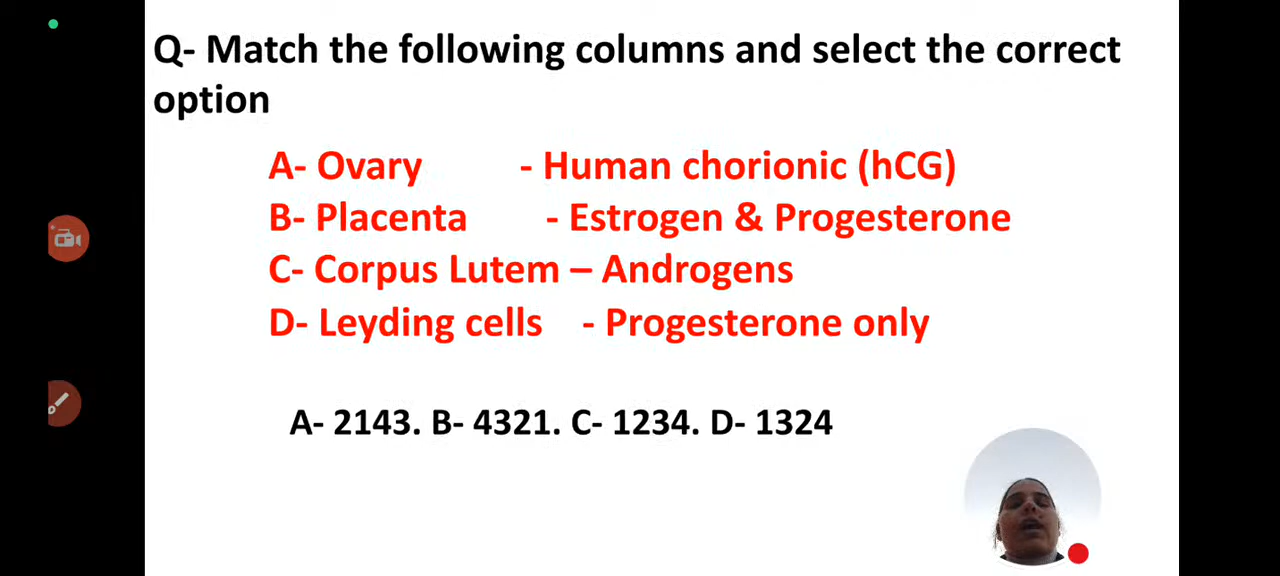 Q- Match the following columns and select the correct
option
A- Ovary - Human chorionic (hCG)
B- Placenta - Estrogen & Progesterone
C- Corpus Lutem – Androgens
D- Leyding cells - Progesterone only
A- 2143. B- 4321. C- 1234. D- 1324